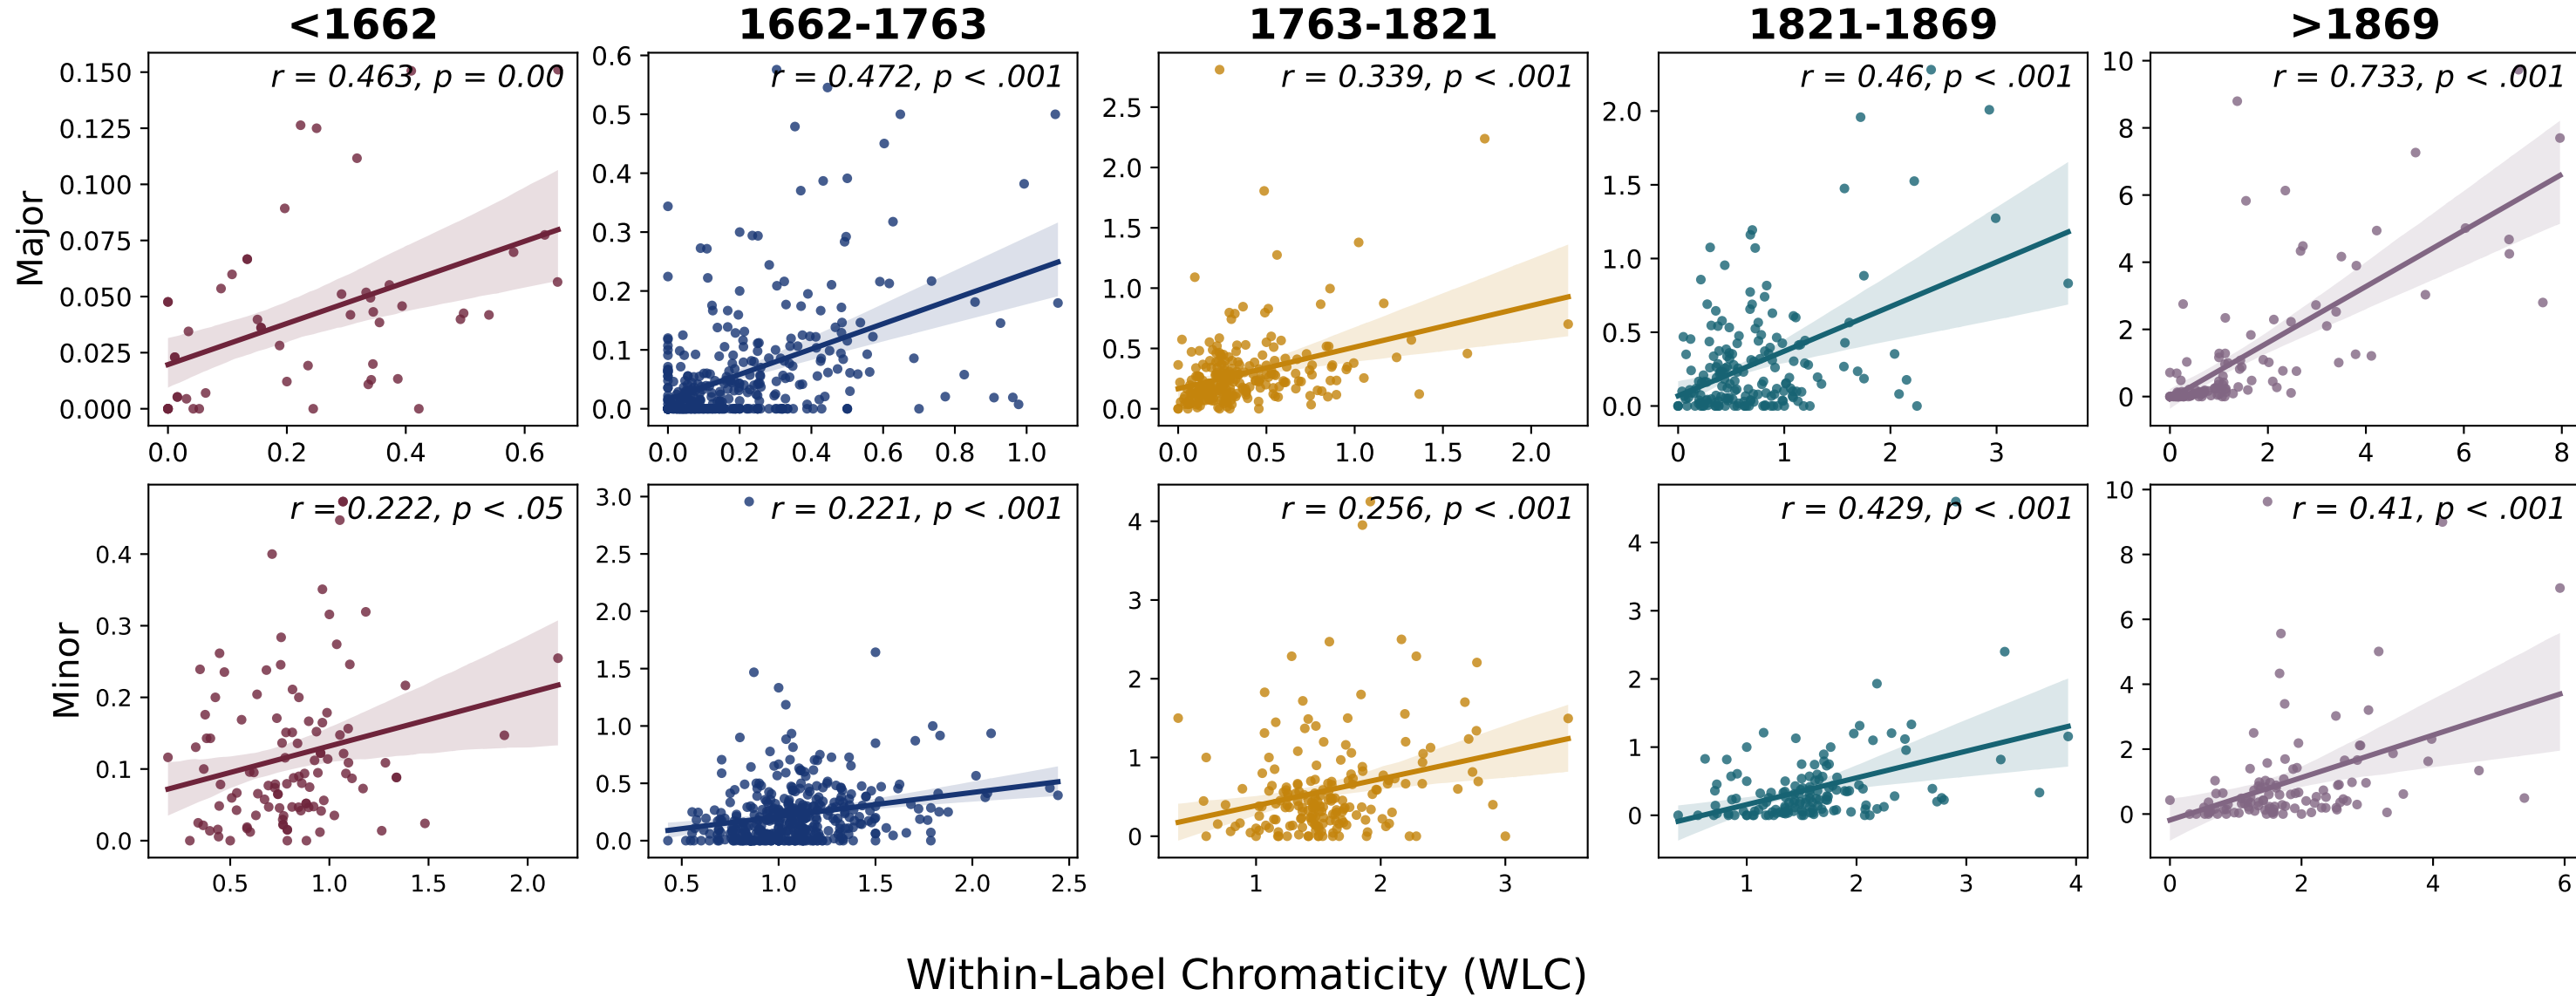 <1662 1662-1763 1763-1821 1821-1869 >1869
Major
r = 0.463, p = 0.00
0.150
0.125
0.100
0.075
0.050
0.025
0.000
0.0 0.2 0.4 0.6
r = 0.472, p < .001
0.6
0.5
0.4
0.3
0.2
0.1
0.0
0.0 0.2 0.4 0.6 0.8 1.0
r = 0.339, p < .001
2.5
2.0
1.5
1.0
0.5
0.0
0.0 0.5 1.0 1.5 2.0
r = 0.46, p < .001
2.0
1.5
1.0
0.5
0.0
0 1 2 3
r = 0.733, p < .001
10
8
6
4
2
0
0 2 4 6 8
Minor
r = 0.222, p < .05
0.4
0.3
0.2
0.1
0.0
0.5 1.0 1.5 2.0
r = 0.221, p < .001
3.0
2.5
2.0
1.5
1.0
0.5
0.0
0.5 1.0 1.5 2.0 2.5
r = 0.256, p < .001
4
3
2
1
0
1 2 3
r = 0.429, p < .001
4
3
2
1
0
1 2 3 4
r = 0.41, p < .001
10
8
6
4
2
0
0 2 4 6
Within-Label Chromaticity (WLC)